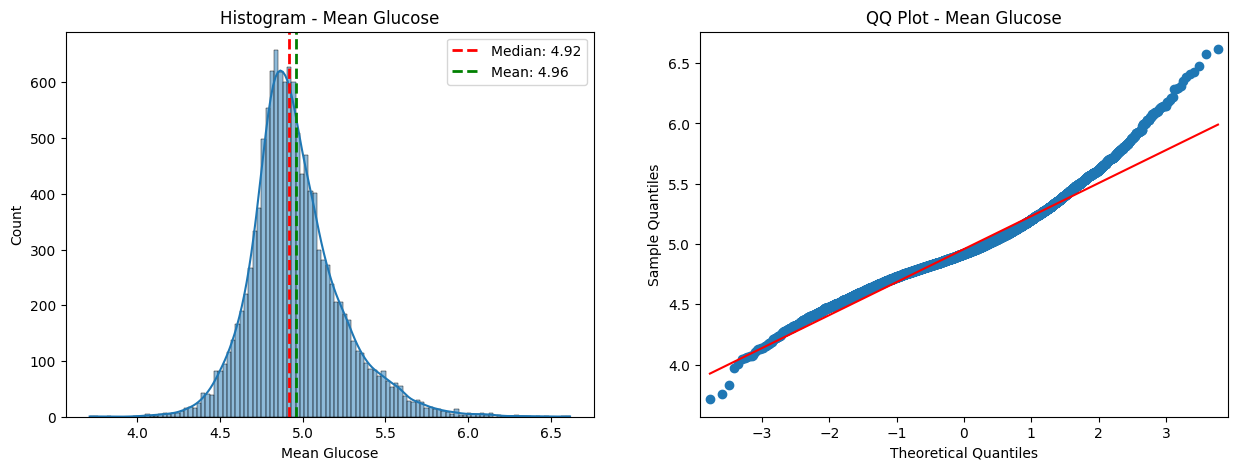 Histogram - Mean Glucose
Median: 4.92
Mean: 4.96
Count
600
500
400
300
200
100
0
4.0 4.5 5.0 5.5 6.0 6.5
Mean Glucose
QQ Plot - Mean Glucose
Sample Quantiles
6.5
6.0
5.5
5.0
4.5
4.0
−3 −2 −1 0 1 2 3
Theoretical Quantiles